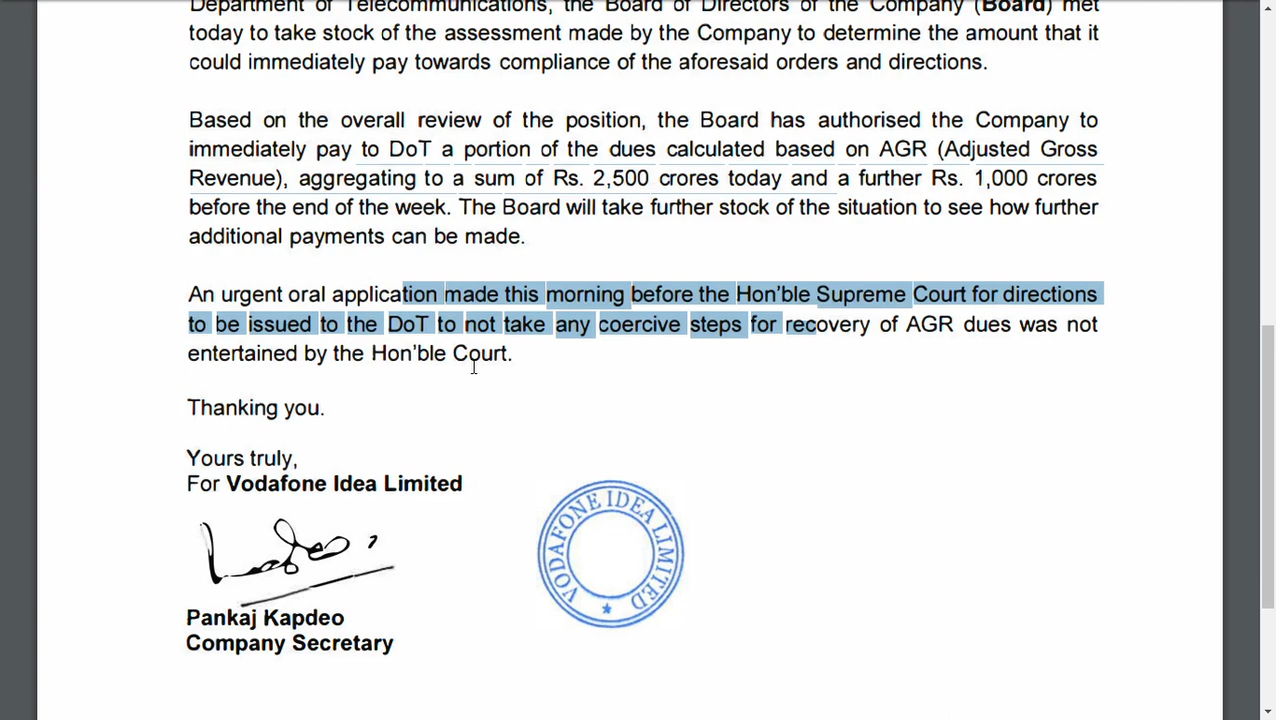 Department of Telecommunications, the Board of Directors of the Company (Board) met
today to take stock of the assessment made by the Company to determine the amount that it
could immediately pay towards compliance of the aforesaid orders and directions.
Based on the overall review of the position, the Board has authorised the Company to
immediately pay to DoT a portion of the dues calculated based on AGR (Adjusted Gross
Revenue), aggregating to a sum of Rs. 2,500 crores today and a further Rs. 1,000 crores
before the end of the week. The Board will take further stock of the situation to see how further
additional payments can be made.
An urgent oral application made this morning before the Hon’ble Supreme Court for directions
to be issued to the DoT to not take any coercive steps for recovery of AGR dues was not
entertained by the Hon’ble Court.
Thanking you.
Yours truly,
For Vodafone Idea Limited
VODAFONE IDEA LIMITED
Pankaj Kapdeo
Company Secretary